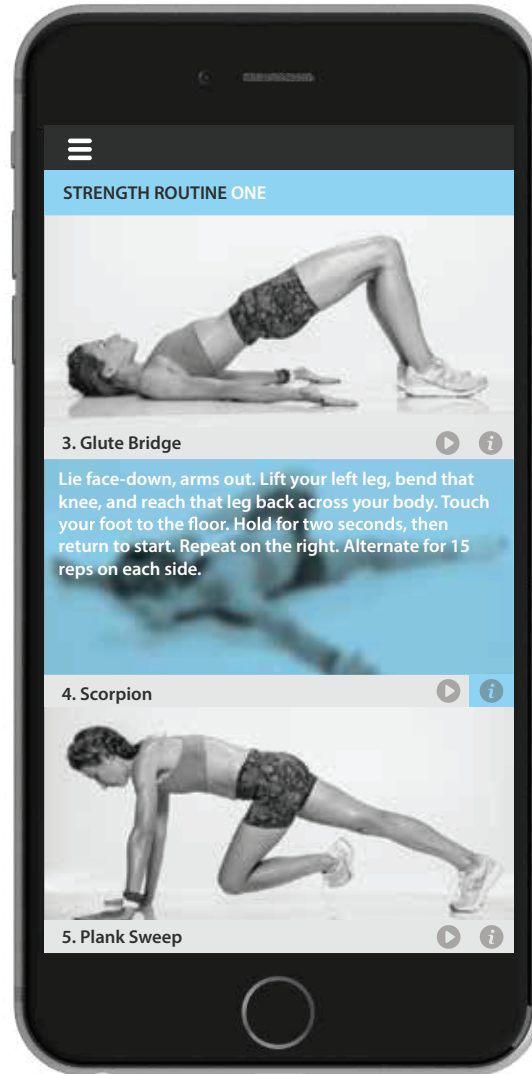 STRENGTH ROUTINE ONE
3. Glute Bridge
Lie face-down, arms out. Lift your left leg, bend that
knee, and reach that leg back across your body. Touch
your foot to the floor. Hold for two seconds, then
return to start. Repeat on the right. Alternate for 15
reps on each side.
4. Scorpion
5. Plank Sweep